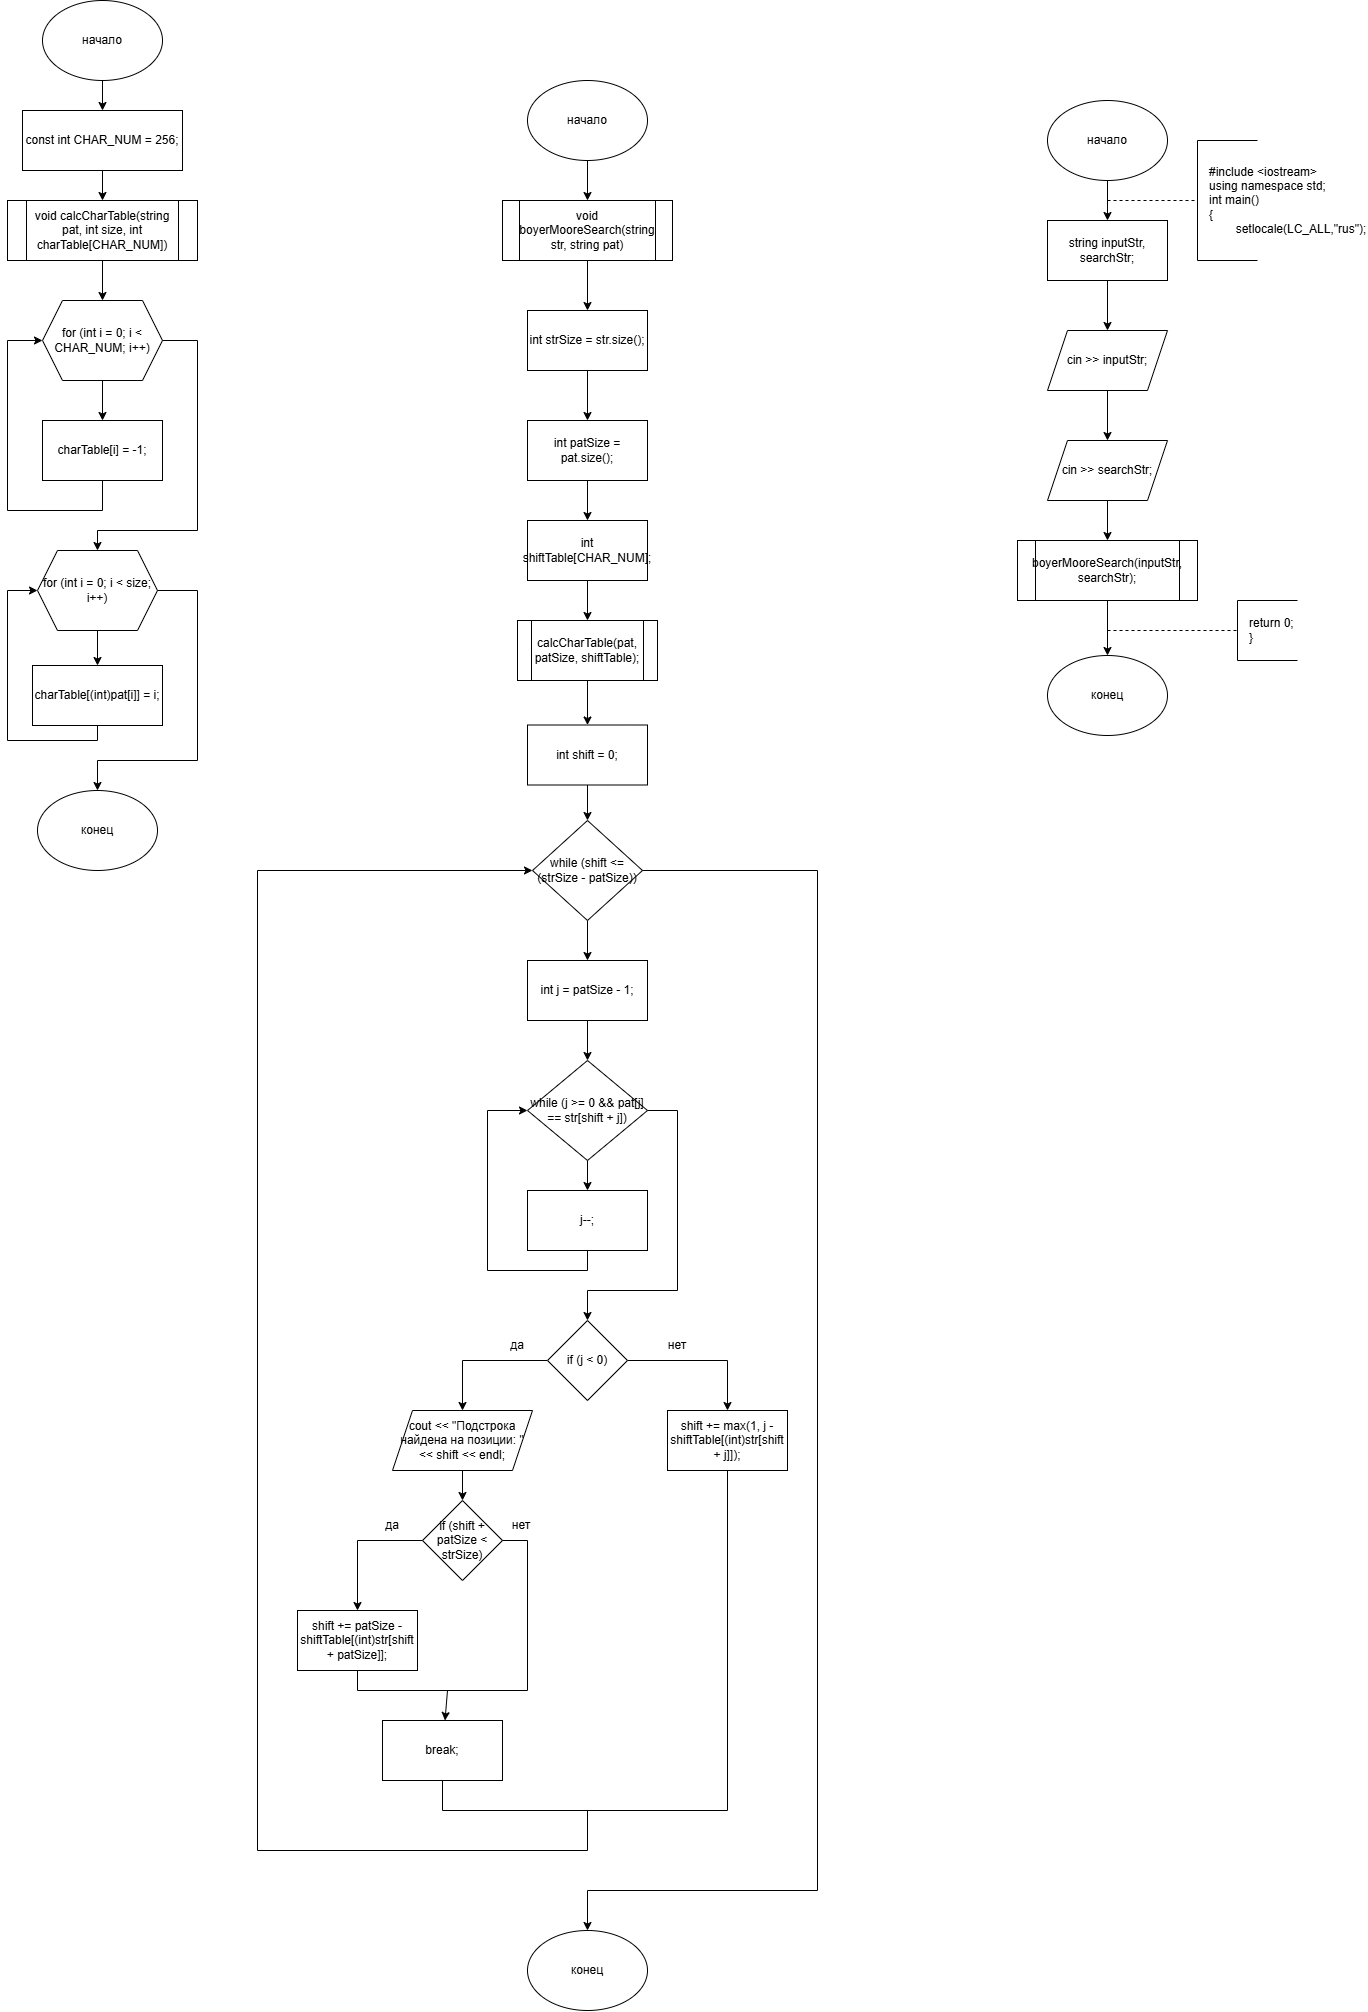 начало
const int CHAR_NUM = 256;
void calcCharTable(string
pat, int size, int
charTable[CHAR_NUM])
for (int i = 0; i <
CHAR_NUM; i++)
charTable[i] = -1;
for (int i = 0; i < size;
i++)
charTable[(int)pat[i]] = i;
конец
начало
void
boyerMooreSearch(string
str, string pat)
int strSize = str.size();
int patSize =
pat.size();
int
shiftTable[CHAR_NUM];
calcCharTable(pat,
patSize, shiftTable);
int shift = 0;
while (shift <=
(strSize - patSize))
int j = patSize - 1;
while (j >= 0 && pat[j]
== str[shift + j])
j--;
if (j < 0)
да
нет
cout << "Подстрока
найдена на позиции: "
<< shift << endl;
shift += max(1, j -
shiftTable[(int)str[shift
+ j]]);
if (shift +
patSize <
strSize)
да
нет
shift += patSize -
shiftTable[(int)str[shift
+ patSize]];
break;
конец
начало
#include <iostream>
using namespace std;
int main()
{
setlocale(LC_ALL,"rus");
string inputStr,
searchStr;
cin >> inputStr;
cin >> searchStr;
boyerMooreSearch(inputStr,
searchStr);
return 0;
}
конец